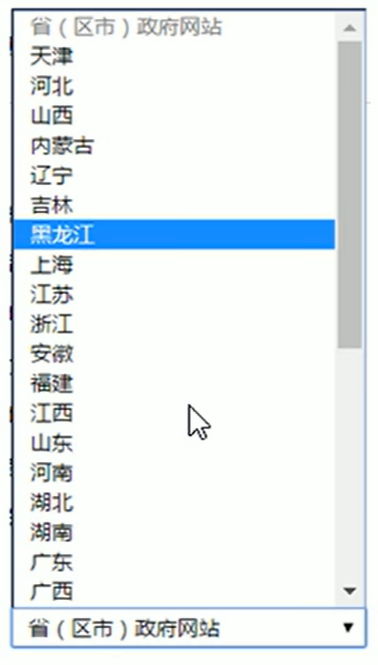 省（区市）政府网站
天津
河北
山西
内蒙古
辽宁
吉林
黑龙江
上海
江苏
浙江
安徽
福建
江西
山东
河南
湖北
湖南
广东
广西
省（区市）政府网站